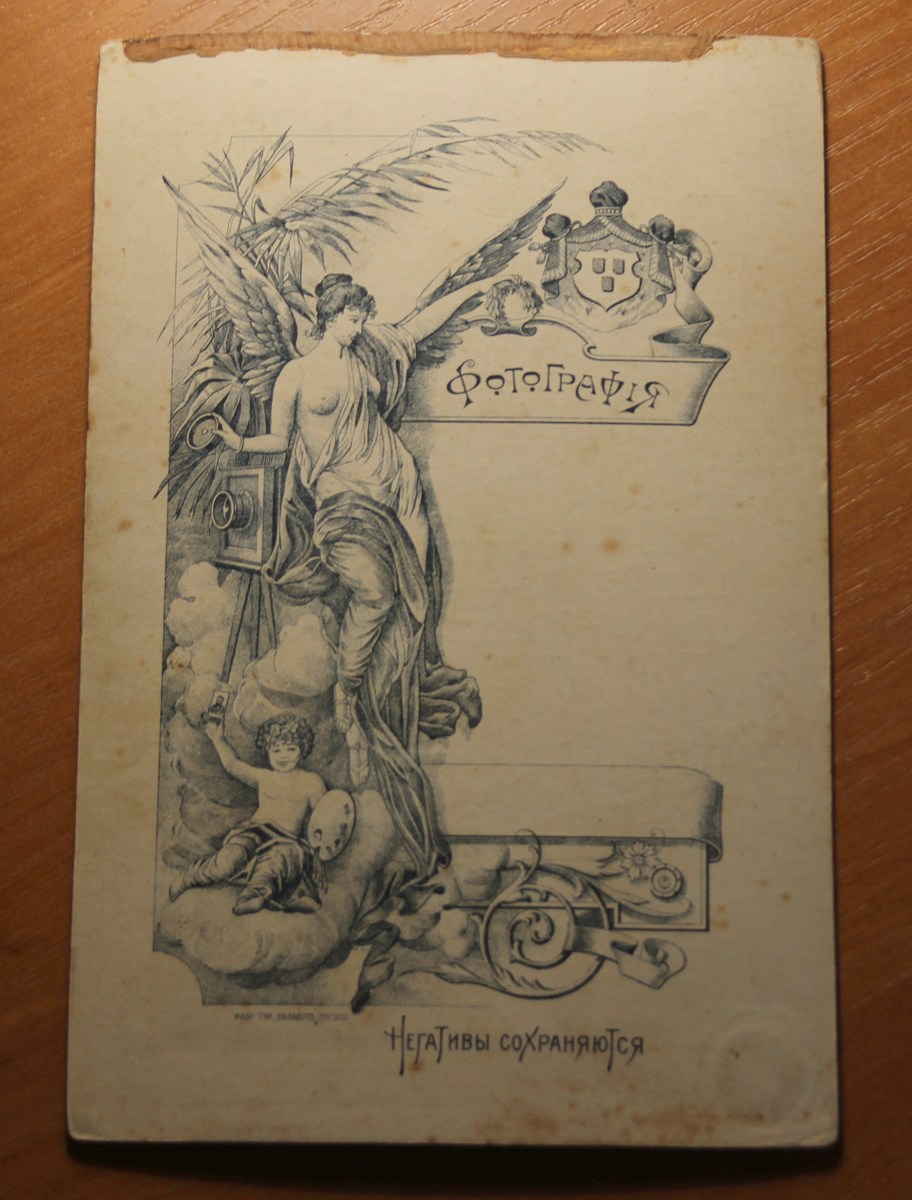 Фотографія
Негативы сохраняются